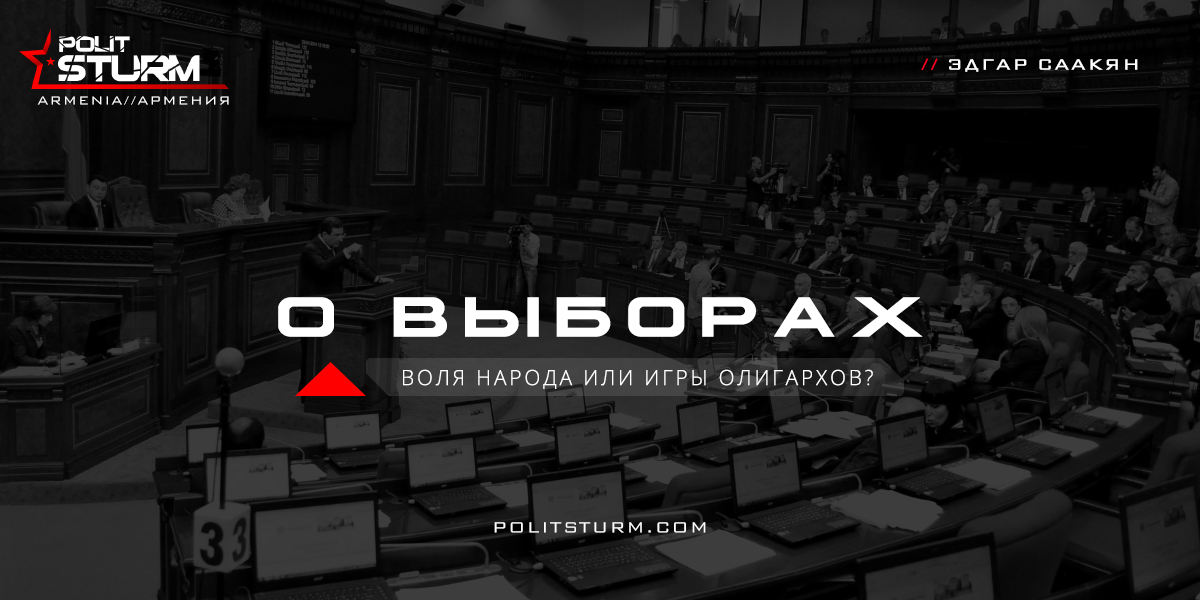 POLIT
STURM
ARMENIA//АРМЕНИЯ
// ЭДГАР СААКЯН
О ВЫБОРАХ
ВОЛЯ НАРОДА ИЛИ ИГРЫ ОЛИГАРХОВ?
33
POLITSTURM.COM